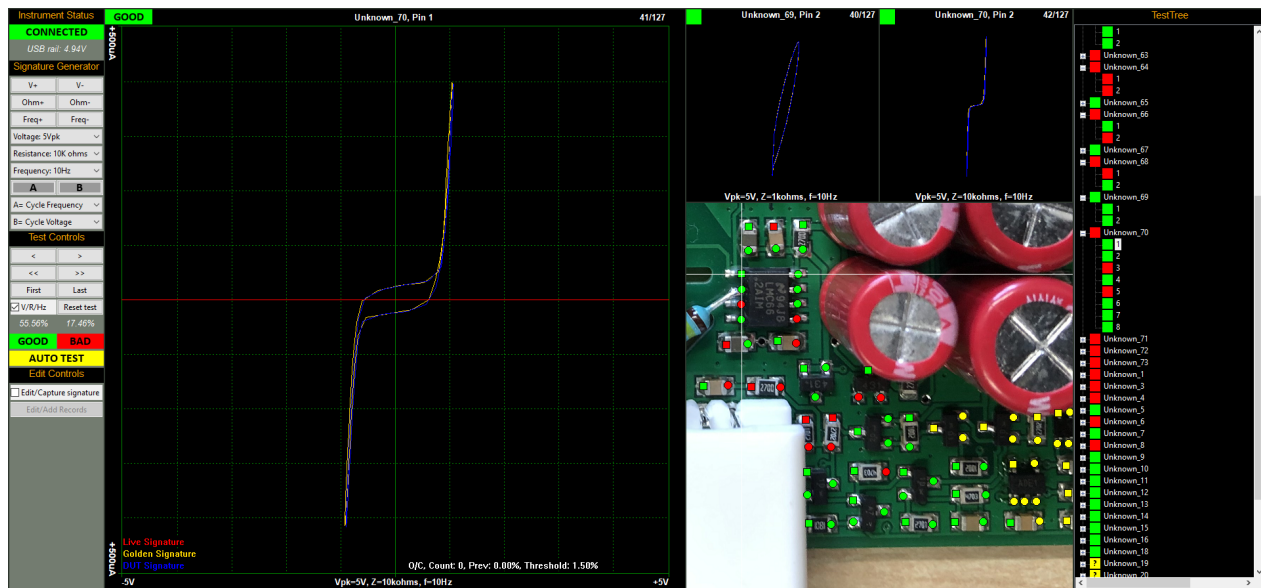 Instrument Status
CONNECTED
USB rail: 4.94V
Signature Generator
V+ V-
Ohm+ Ohm-
Freq+ Freq-
Voltage: 5Vpk
Resistance: 10K ohms
Frequency: 10Hz
A B
A= Cycle Frequency
B= Cycle Voltage
Test Controls
< >
<< >>
First Last
V/R/Hz Reset test
55.56% 17.46%
GOOD BAD
AUTO TEST
Edit Controls
Edit/Capture signature
Edit/Add Records
GOOD Unknown_70, Pin 1 41/127
+500uA
+500uA
Live Signature
Golden Signature
DUT Signature
O/C, Count: 0, Prev: 0.00%, Threshold: 1.50%
-5V Vpk=5V, Z=10kohms, f=10Hz +5V
Unknown_69, Pin 2 40/127
Vpk=5V, Z=1kohms, f=10Hz
Unknown_70, Pin 2 42/127
Vpk=5V, Z=10kohms, f=10Hz
LMC66
2AIM
TestTree
1
2
Unknown_63
Unknown_64
1
2
Unknown_65
Unknown_66
1
2
Unknown_67
Unknown_68
1
2
Unknown_69
1
2
Unknown_70
1
2
3
4
5
6
7
8
Unknown_71
Unknown_72
Unknown_73
Unknown_1
Unknown_3
Unknown_4
Unknown_5
Unknown_6
Unknown_7
Unknown_8
Unknown_9
Unknown_10
Unknown_11
Unknown_12
Unknown_13
Unknown_14
Unknown_15
Unknown_16
Unknown_18
? Unknown_19
? Unknown_20